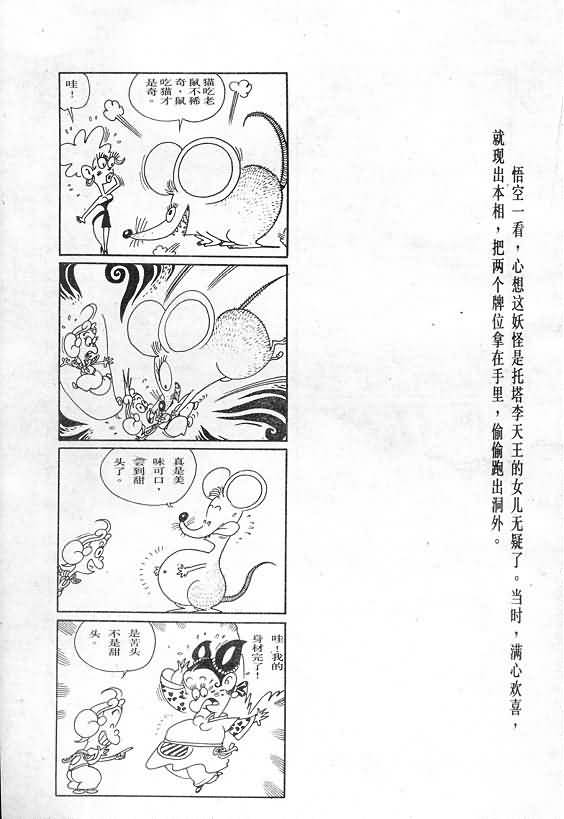 悟空一看，心想这妖怪是托塔李天王的女儿无疑了。当时，满心欢喜，
就现出本相，把两个牌位拿在手里，偷偷跑出洞外。
猫吃老
鼠不稀
奇，鼠
吃猫才
是奇。
哇！
真是美
味可口，
尝到甜
头了。
哇！我的
身材完了！
是苦头
不是甜
头。